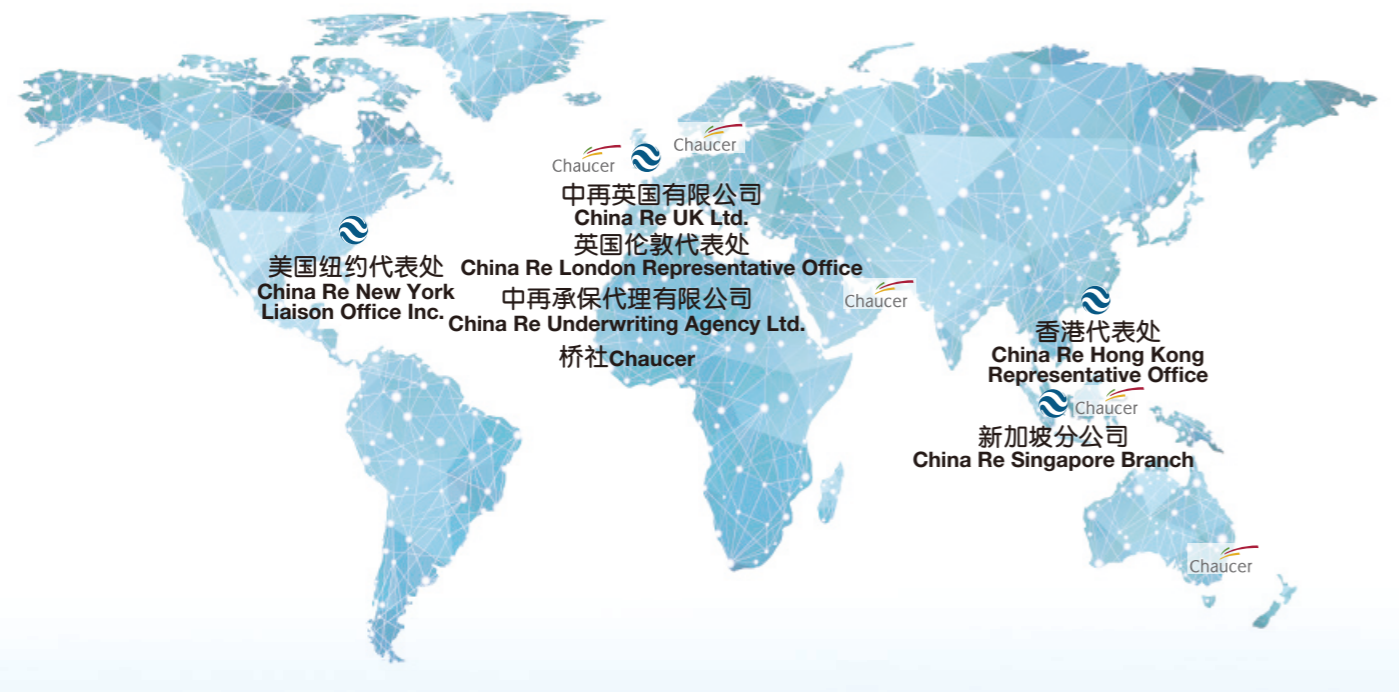 Chaucer
Chaucer
中再英国有限公司
China Re UK Ltd.
英国伦敦代表处
China Re London Representative Office
中再承保代理有限公司
China Re Underwriting Agency Ltd.
桥社Chaucer
美国纽约代表处
China Re New York
Liaison Office Inc.
Chaucer
香港代表处
China Re Hong Kong
Representative Office
Chaucer
新加坡分公司
China Re Singapore Branch
Chaucer